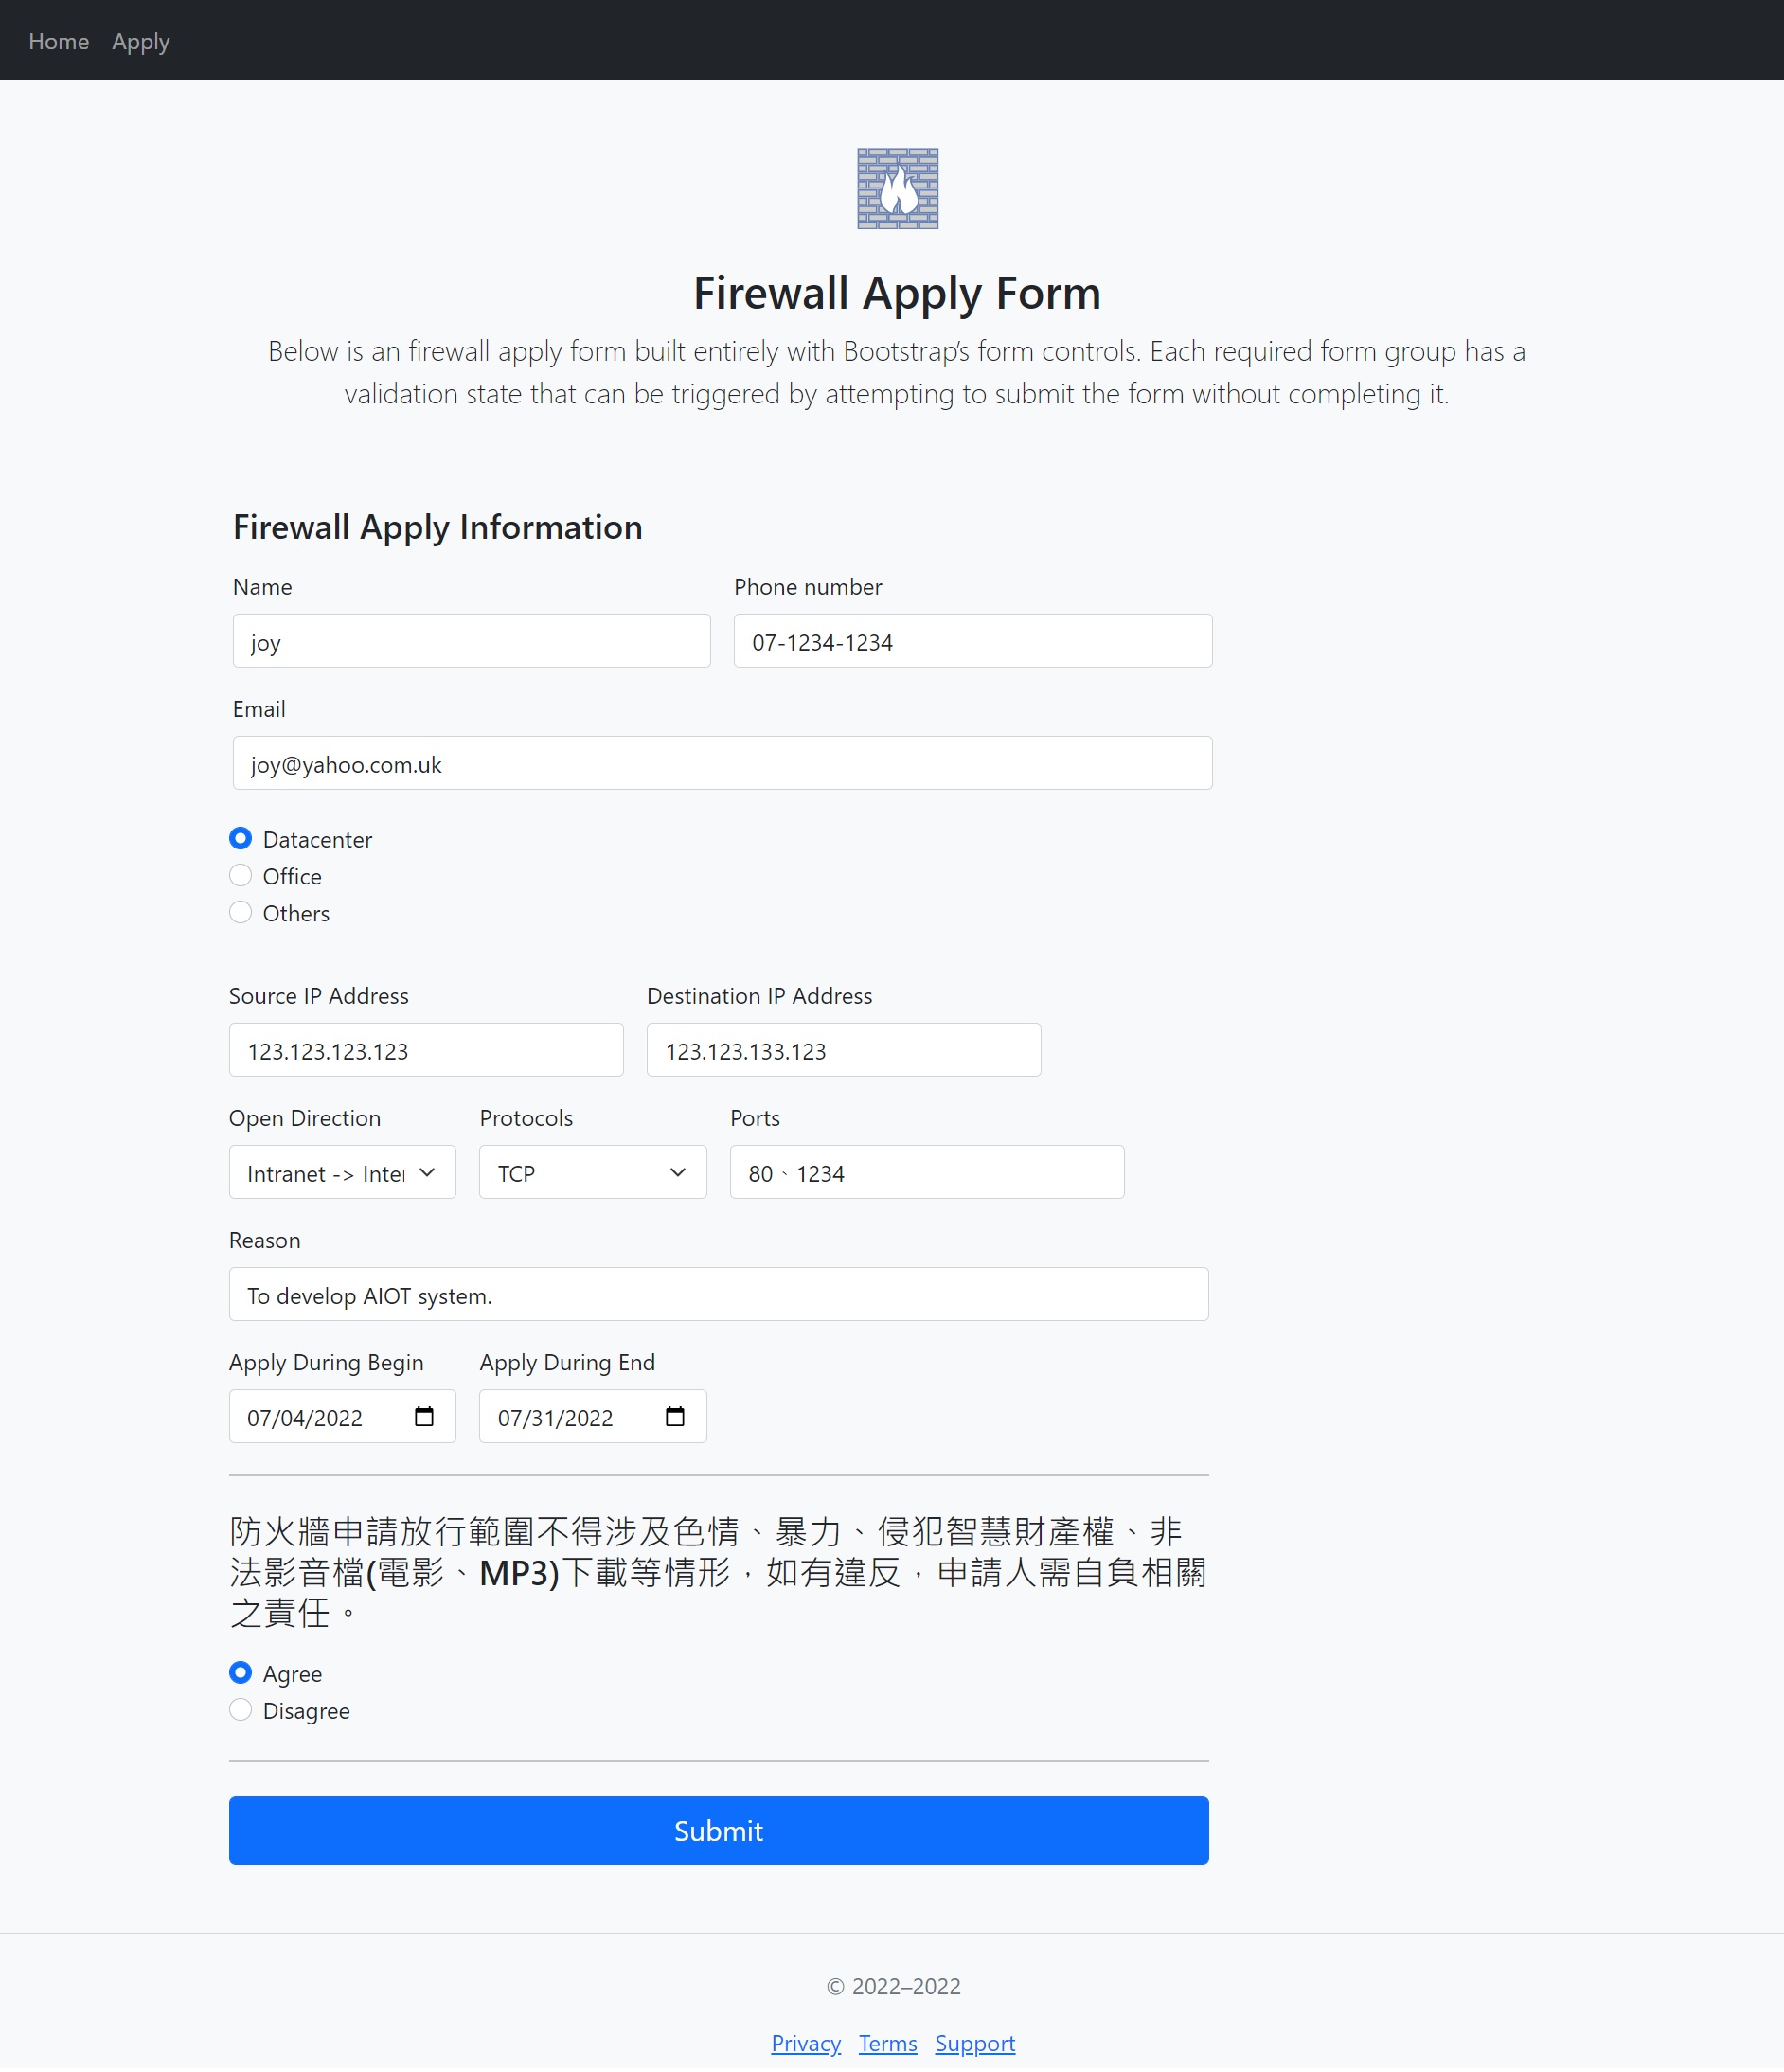 Home Apply
Firewall Apply Form
Below is an firewall apply form built entirely with Bootstrap’s form controls. Each required form group has a
validation state that can be triggered by attempting to submit the form without completing it.
Firewall Apply Information
Name Phone number
joy 07-1234-1234
Email
joy@yahoo.com.uk
Datacenter
Office
Others
Source IP Address Destination IP Address
123.123.123.123 123.123.133.123
Open Direction Protocols Ports
Intranet -> Inte TCP 80、1234
Reason
To develop AIOT system.
Apply During Begin Apply During End
07/04/2022 07/31/2022
防火牆申請放行範圍不得涉及色情、暴力、侵犯智慧財產權、非
法影音檔(電影、MP3)下載等情形，如有違反，申請人需自負相關
之責任。
Agree
Disagree
Submit
© 2022–2022
Privacy Terms Support